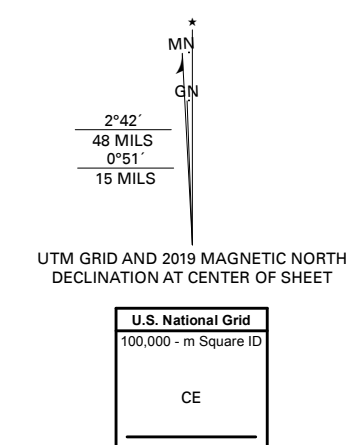 ★
MN
GN
2°42´
48 MILS
0°51´
15 MILS
UTM GRID AND 2019 MAGNETIC NORTH
DECLINATION AT CENTER OF SHEET
U.S. National Grid
100,000 - m Square ID
CE